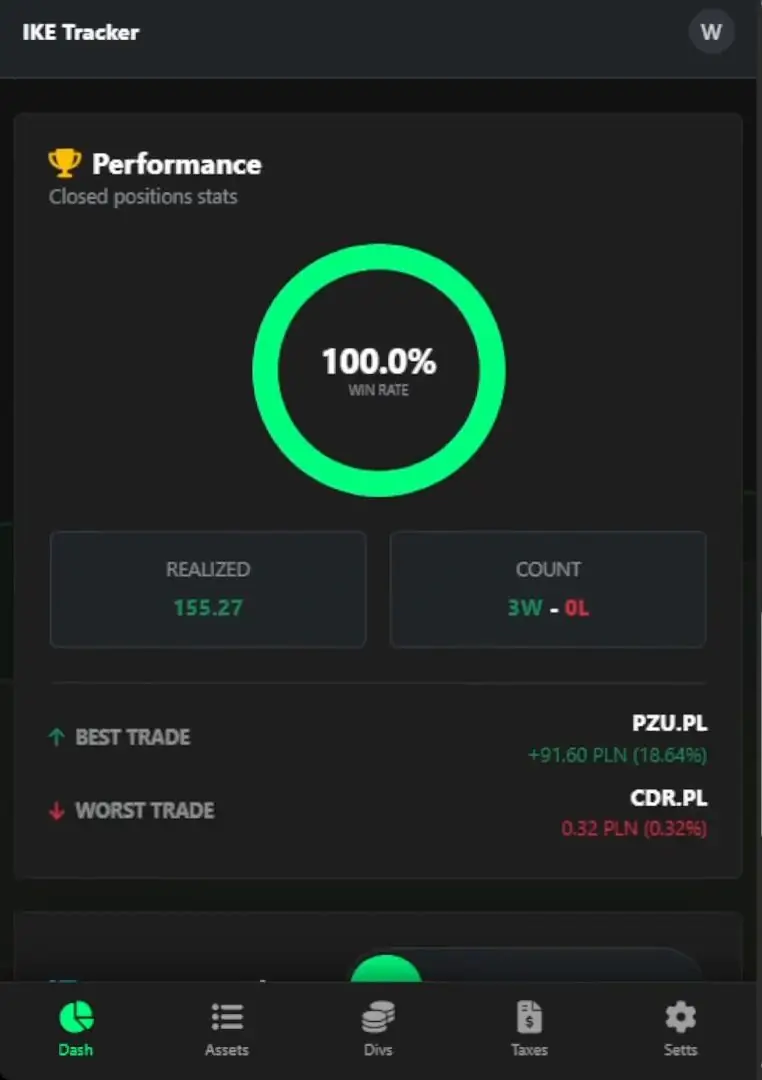 IKE Tracker
W
Performance
Closed positions stats
100.0%
WIN RATE
REALIZED
155.27
COUNT
3W - 0L
BEST TRADE
PZU.PL
+91.60 PLN (18.64%)
WORST TRADE
CDR.PL
0.32 PLN (0.32%)
Dash
Assets
Divs
Taxes
Setts